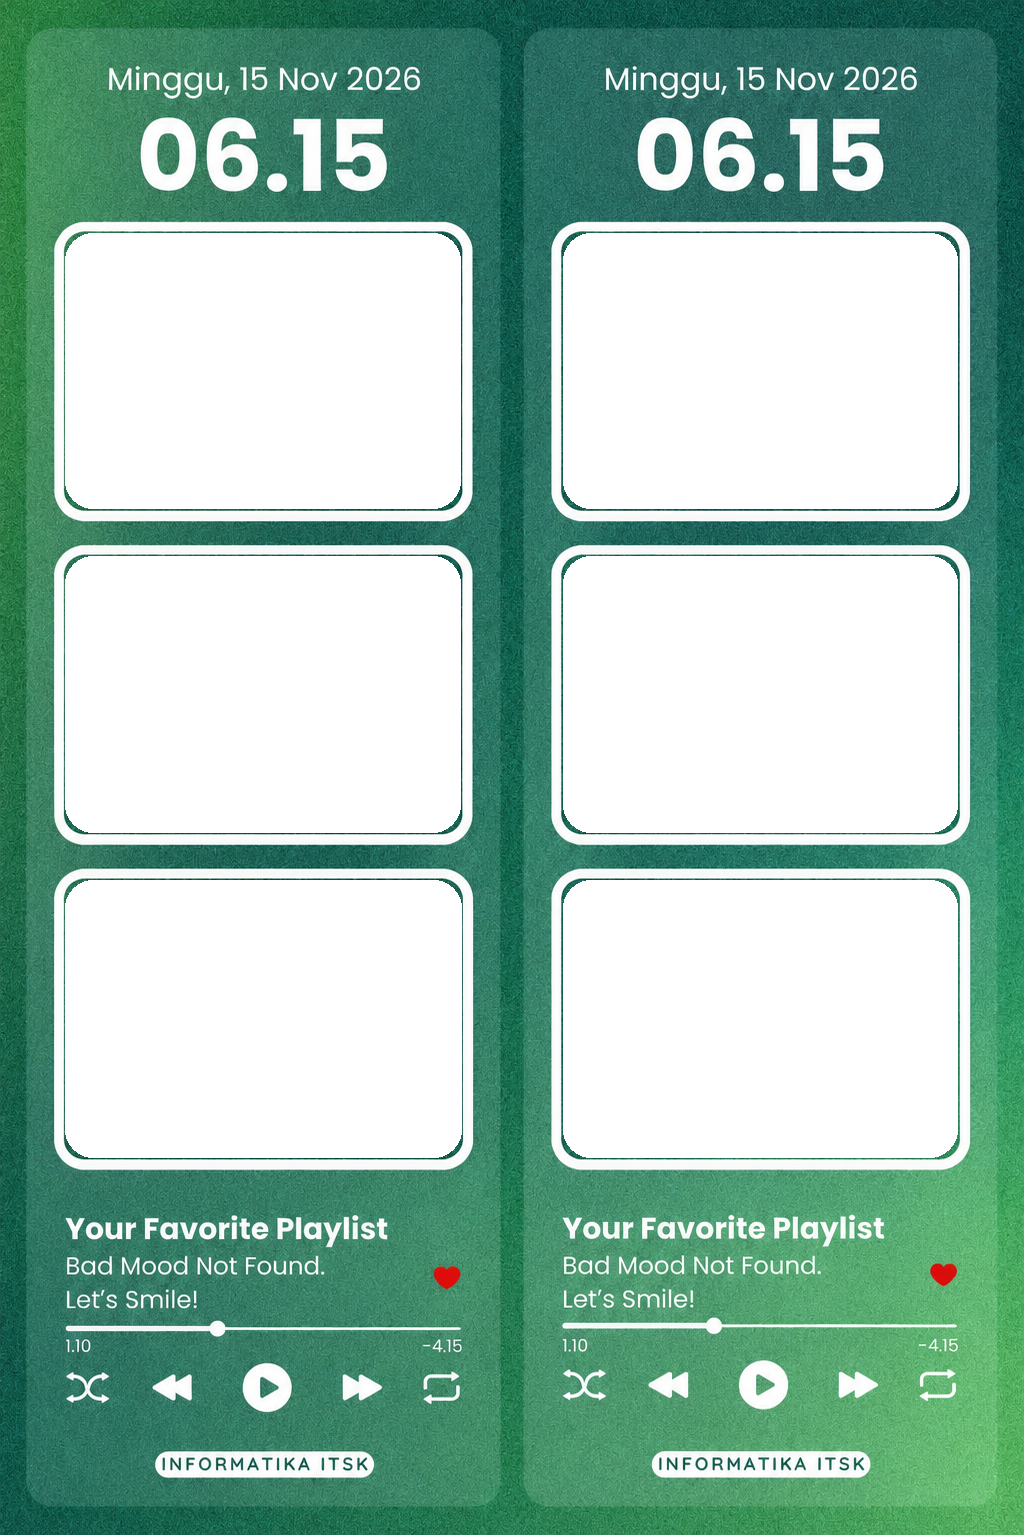 Minggu, 15 Nov 2026
06.15
Your Favorite Playlist
Bad Mood Not Found.
Let’s Smile!
1.10
-4.15
INFORMATIKA ITSK
Minggu, 15 Nov 2026
06.15
Your Favorite Playlist
Bad Mood Not Found.
Let’s Smile!
1.10
-4.15
INFORMATIKA ITSK